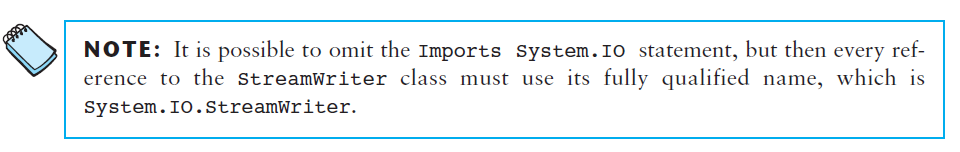 NOTE: It is possible to omit the Imports System.IO statement, but then every ref-
erence to the StreamWriter class must use its fully qualified name, which is
System.IO.StreamWriter.